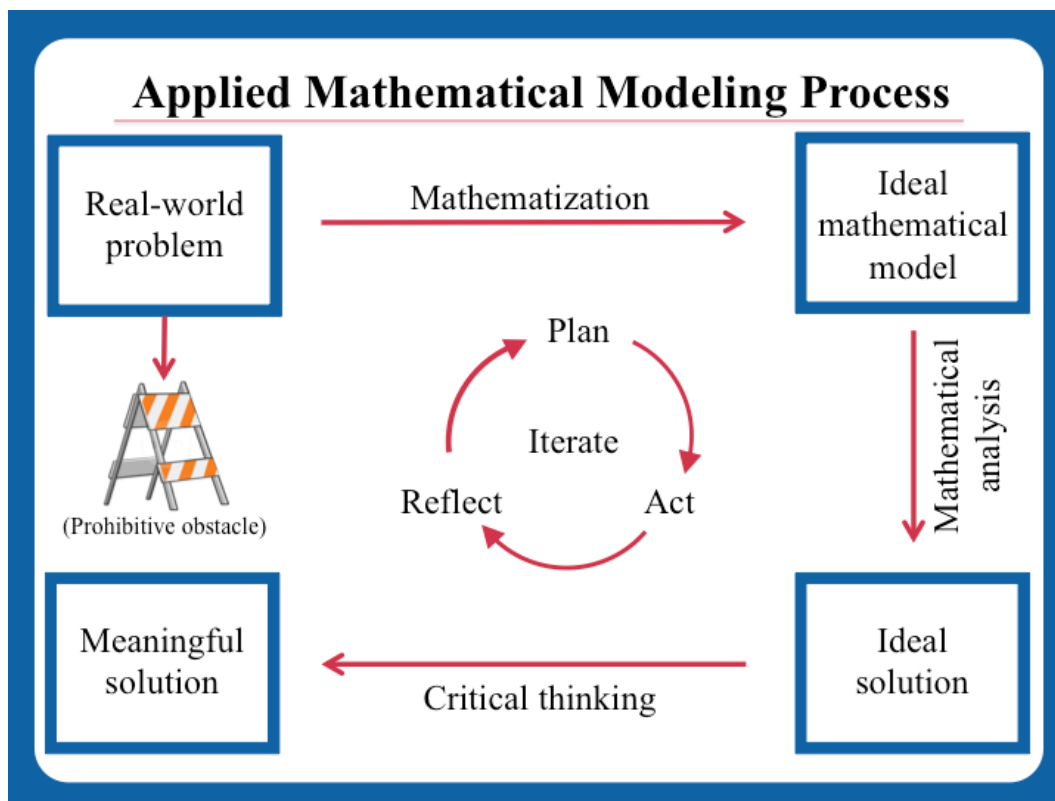 Applied Mathematical Modeling Process
Real-world
problem
Mathematization
Ideal
mathematical
model
Plan
Iterate
Reflect
Act
Mathematical
analysis
(Prohibitive obstacle)
Meaningful
solution
Critical thinking
Ideal
solution